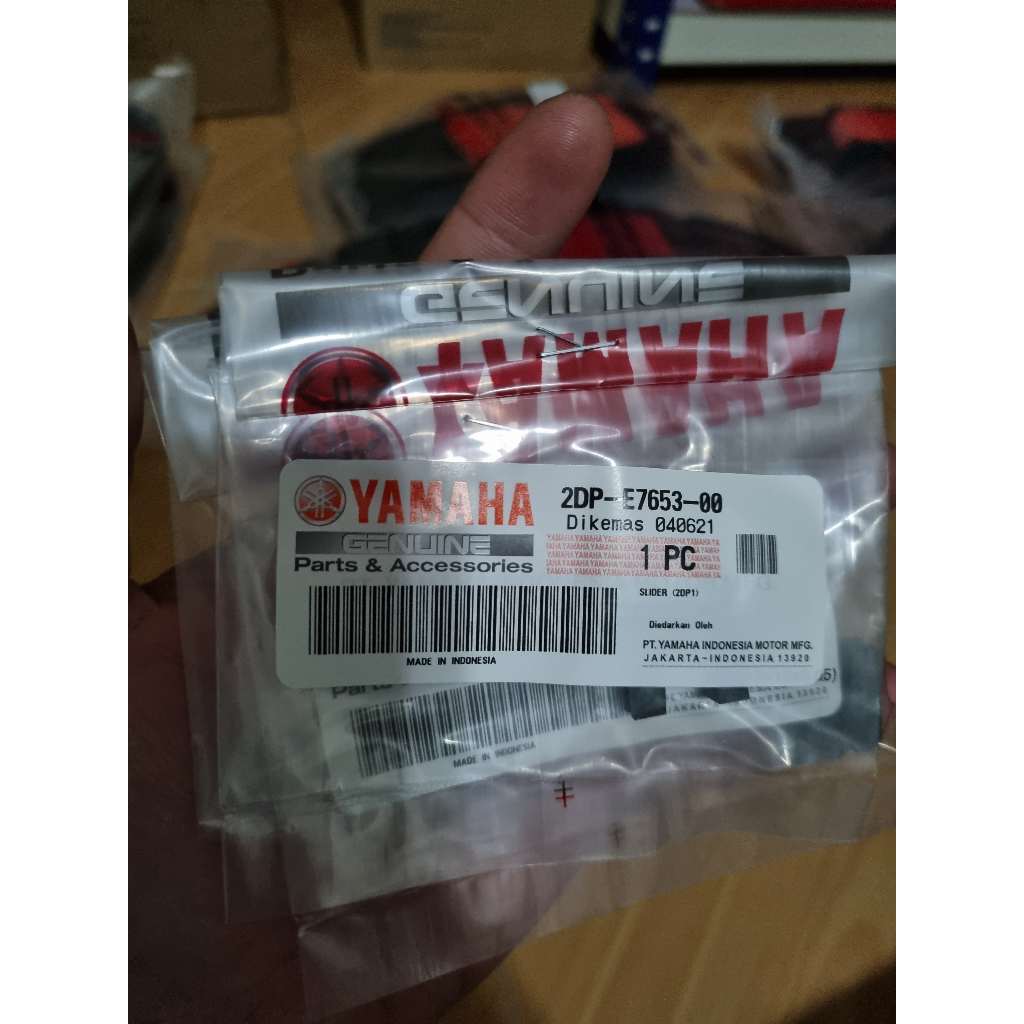 GENUINE
YAMAHA
YAMAHA
2DP-E7653-00
Dikemas 040621
GENUINE
1 PC
Parts & Accessories
SLIDER (2DP1)
Diedarkan Oleh
PT. YAMAHA INDONESIA MOTOR MFG.
JAKARTA-INDONESIA 13920
MADE IN INDONESIA
MADE IN INDONESIA